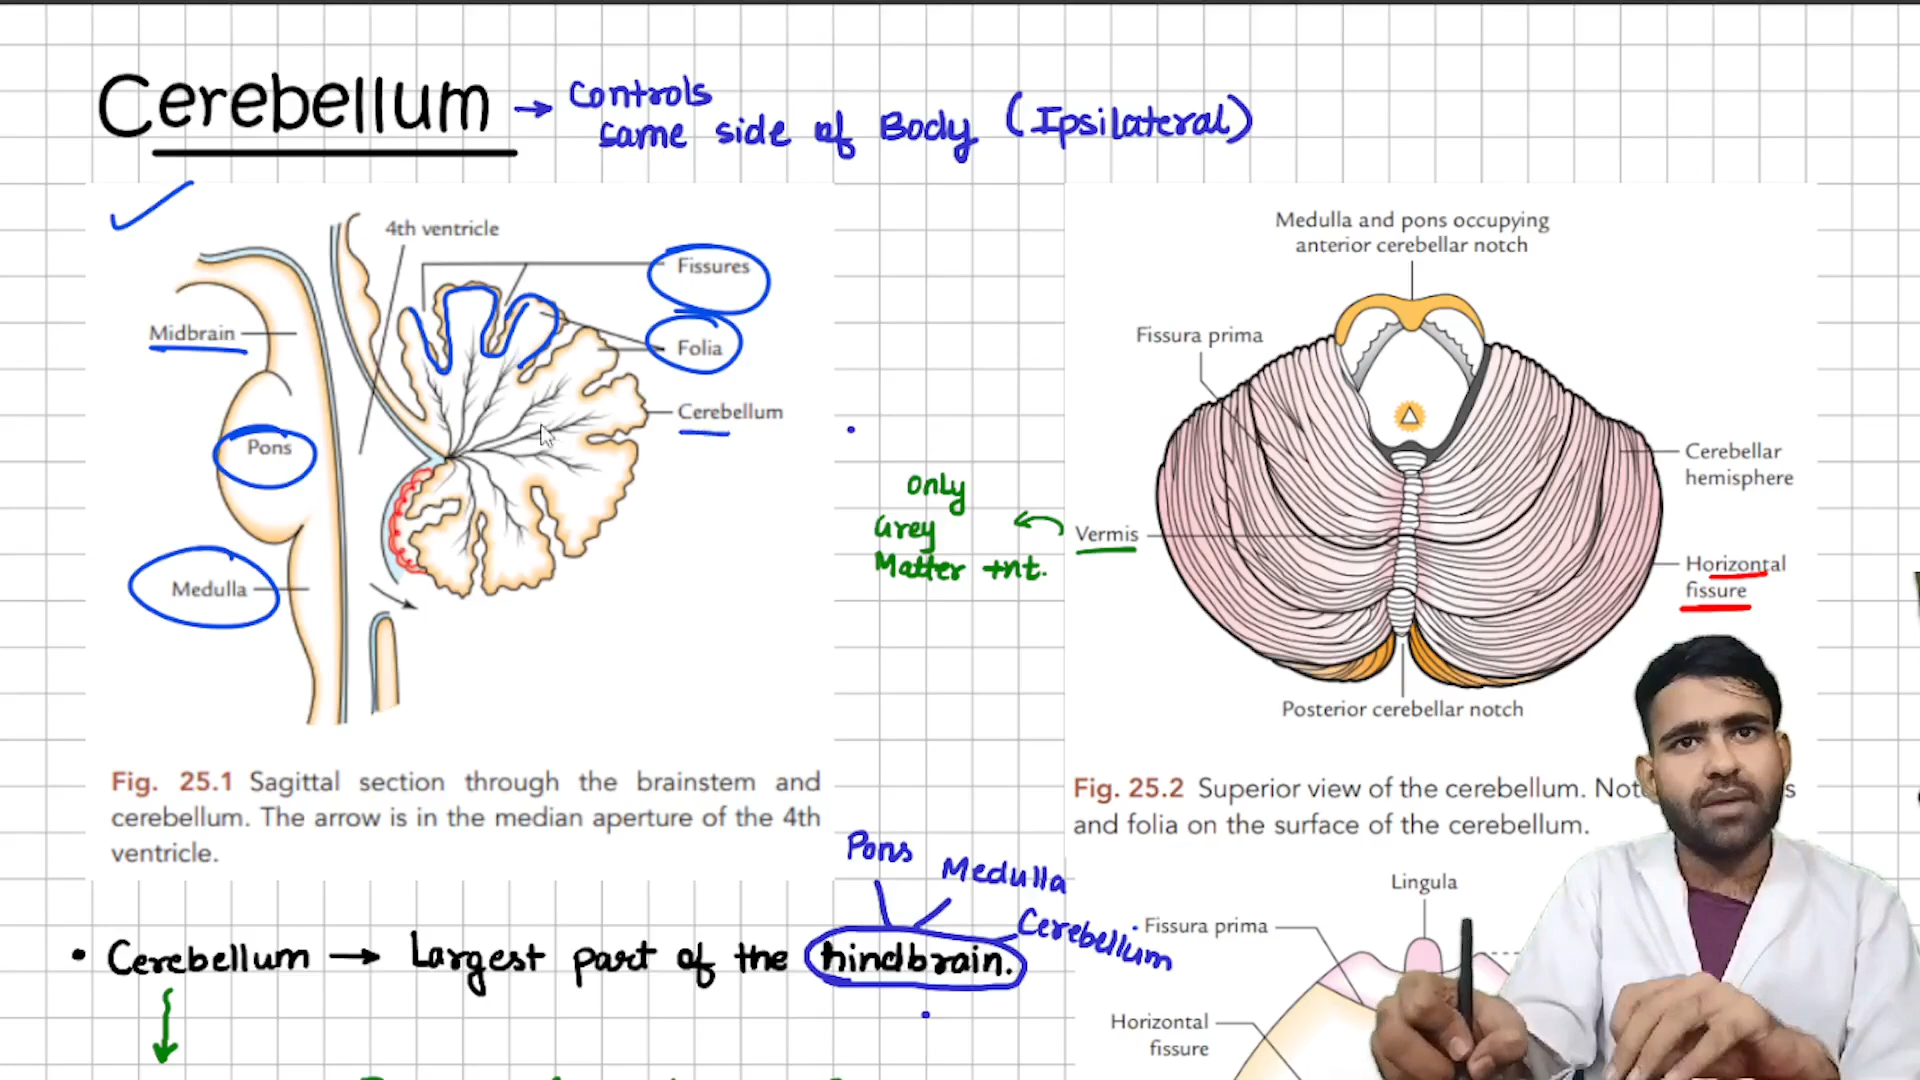 Cerebellum → Controls
same side of Body (Ipsilateral)
4th ventricle
Fissures
Midbrain
Folia
Cerebellum
Pons
Medulla
Medulla and pons occupying
anterior cerebellar notch
Fissura prima
Cerebellar
hemisphere
only
Grey
Matter +nt.
Vermis
Horizontal
fissure
Posterior cerebellar notch
Fig. 25.1 Sagittal section through the brainstem and
cerebellum. The arrow is in the median aperture of the 4th
ventricle.
Fig. 25.2 Superior view of the cerebellum.
and folia on the surface of the cerebellum.
Pons
Medulla
Cerebellum
• Cerebellum → Largest part of the hindbrain.
Lingula
Fissura prima
Horizontal
fissure